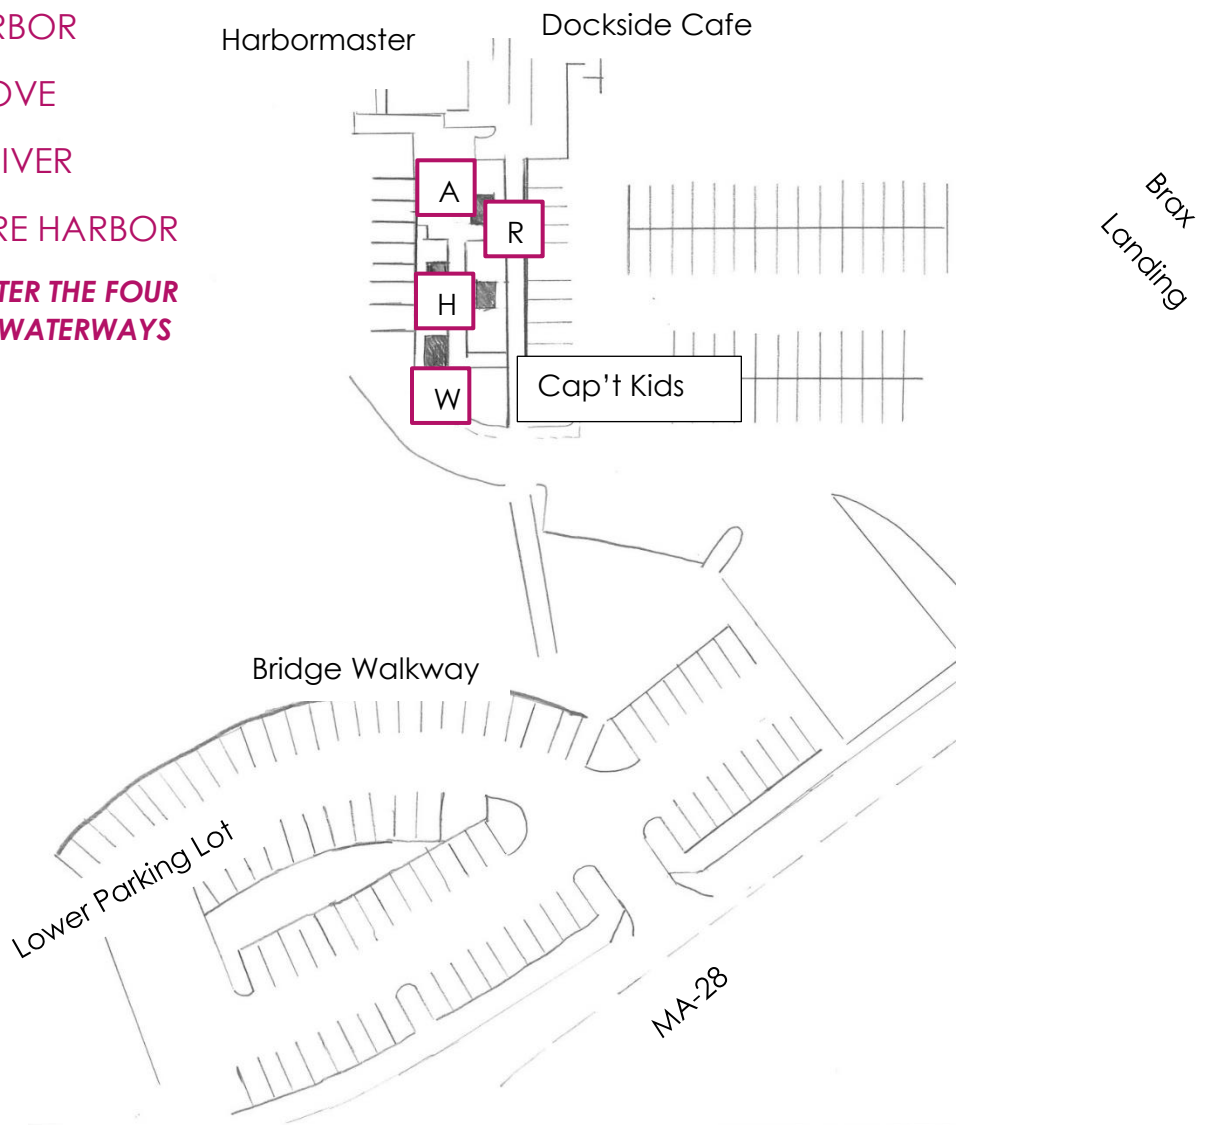 RBOR
OVE
IVER
RE HARBOR
TER THE FOUR
WATERWAYS
Harbormaster
Dockside Cafe
A
R
H
W
Cap't Kids
Brax
Landing
Bridge Walkway
Lower Parking Lot
MA-28